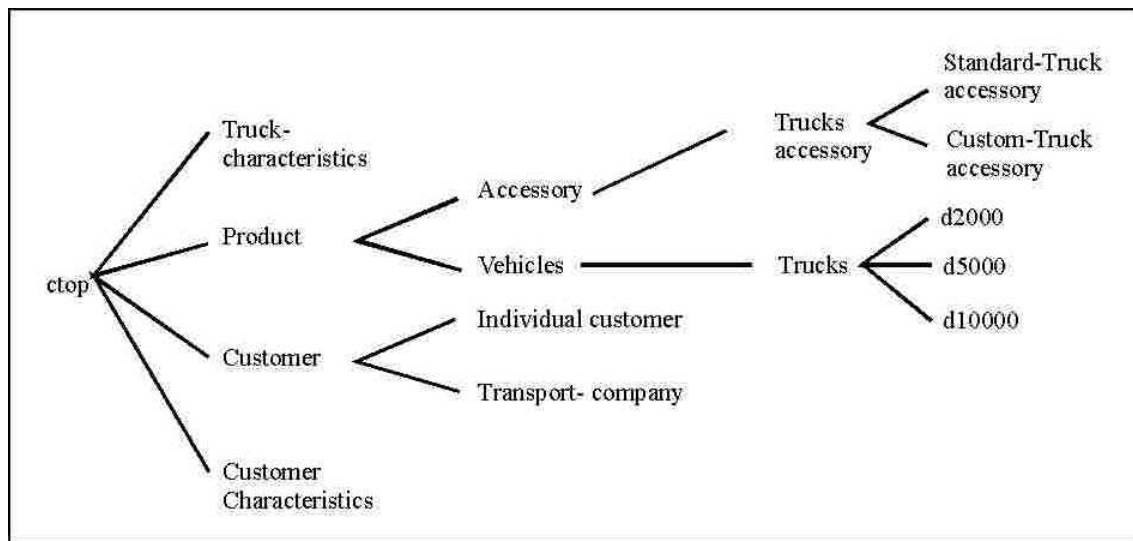 Standard-Truck
accessory
Truck-
characteristics
Trucks
accessory
Custom-Truck
accessory
Accessory
d2000
Product
Vehicles
Trucks
d5000
ctop
Individual customer
d10000
Customer
Transport- company
Customer
Characteristics